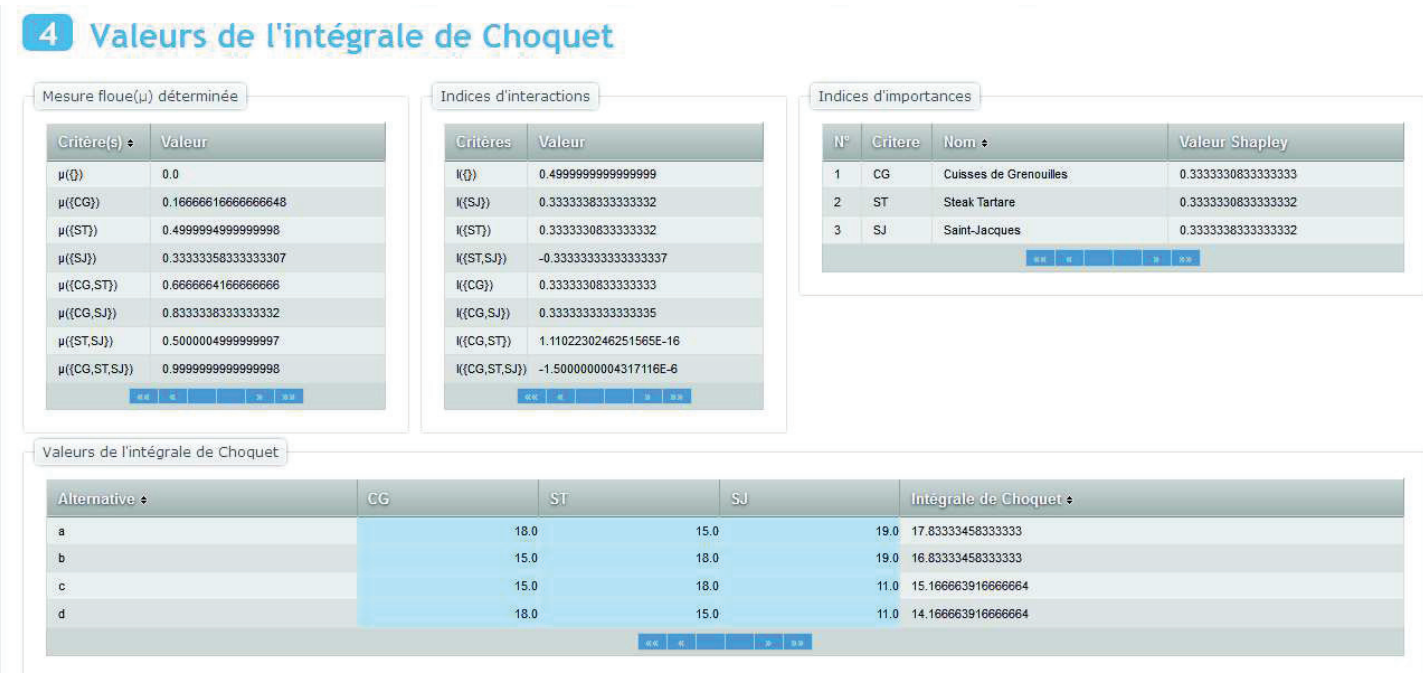 4 Valeurs de l'intégrale de Choquet
Mesure floue(μ) déterminée
Critère(s) Valeur
μ({}) 0.0
μ({CG}) 0.16666616666666648
μ({ST}) 0.4999994999999998
μ({SJ}) 0.33333358333333307
μ({CG,ST}) 0.6666664166666666
μ({CG,SJ}) 0.8333338333333332
μ({ST,SJ}) 0.5000004999999997
μ({CG,ST,SJ}) 0.9999999999999998
«« « » »»
Indices d'interactions
Critères Valeur
I({}) 0.4999999999999999
I({SJ}) 0.3333338333333332
I({ST}) 0.3333330833333332
I({ST,SJ}) -0.33333333333333337
I({CG}) 0.3333330833333333
I({CG,SJ}) 0.3333333333333335
I({CG,ST}) 1.1102230246251565E-16
I({CG,ST,SJ}) -1.5000000004317116E-6
«« « » »»
Indices d'importances
N° Critere Nom Valeur Shapley
1 CG Cuisses de Grenouilles 0.3333330833333333
2 ST Steak Tartare 0.3333330833333332
3 SJ Saint-Jacques 0.3333338333333332
«« « » »»
Valeurs de l'intégrale de Choquet
Alternative CG ST SJ Intégrale de Choquet
a 18.0 15.0 19.0 17.83333458333333
b 15.0 18.0 19.0 16.83333458333333
c 15.0 18.0 11.0 15.166663916666664
d 18.0 15.0 11.0 14.166663916666664
«« « » »»